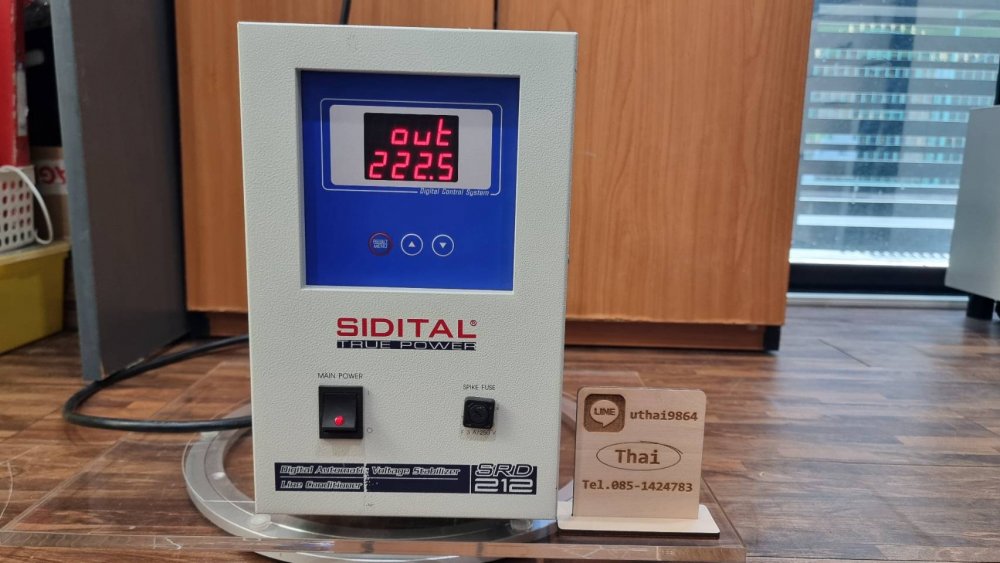 out
222.5
Digital Control System
SIDITAL®
TRUE POWER
MAIN POWER
SPIKE FUSE
Digital Automatic Voltage Stabilizer
Line Conditioner
SRD
212
LINE
uthai9864
Thai
Tel.085-1424783